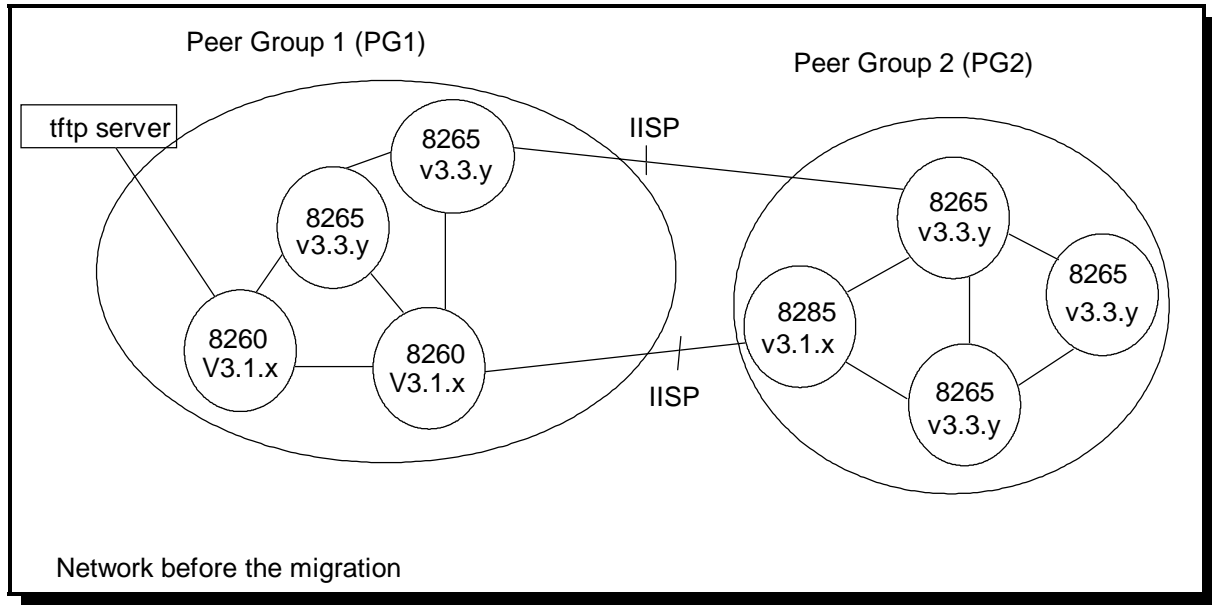 Peer Group 1 (PG1)
Peer Group 2 (PG2)
tftp server
IISP
8265
v3.3.y
8265
v3.3.y
8260
V3.1.x
8260
V3.1.x
IISP
8265
v3.3.y
8265
v3.3.y
8285
v3.1.x
8265
v3.3.y
Network before the migration